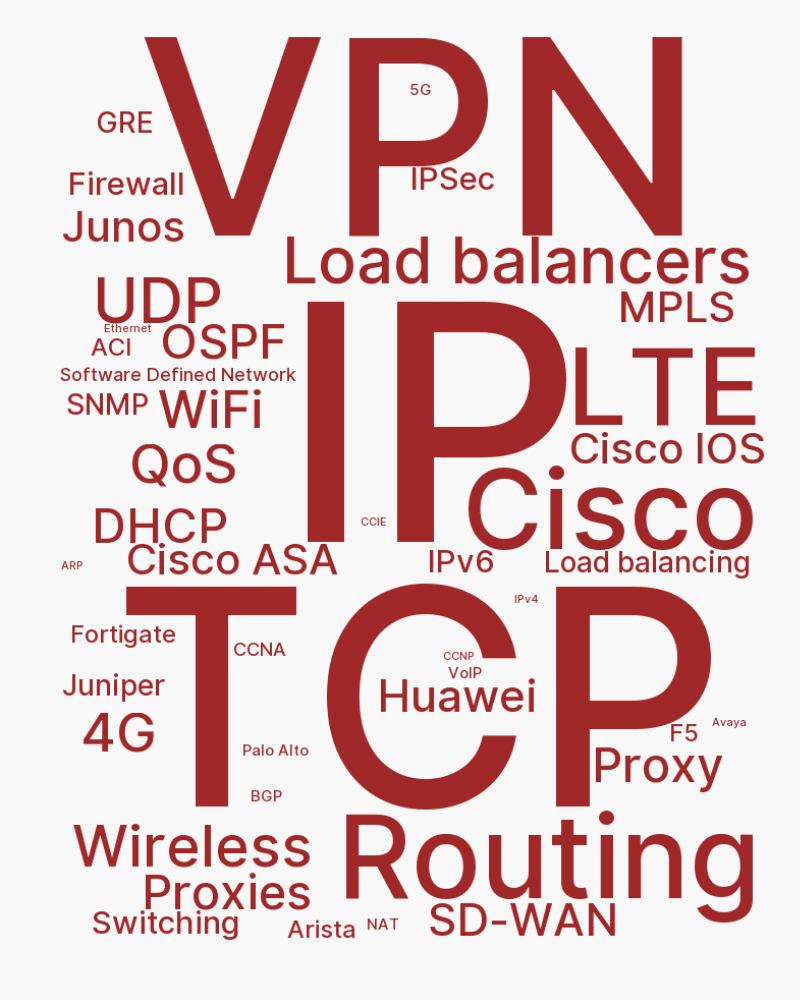 VPN
5G
GRE
IPSec
Firewall
Junos
Load balancers
UDP
MPLS
Ethernet
ACI
OSPF
IP
LTE
Software Defined Network
SNMP
WiFi
Cisco IOS
QoS
Cisco
CCIE
DHCP
ARP
Cisco ASA
IPv6
Load balancing
IPv4
TCP
Fortigate
CCNA
CCNP
VoIP
Juniper
Huawei
4G
F5
Avaya
Palo Alto
Proxy
BGP
Wireless
Routing
Proxies
Switching
Arista
NAT
SD-WAN